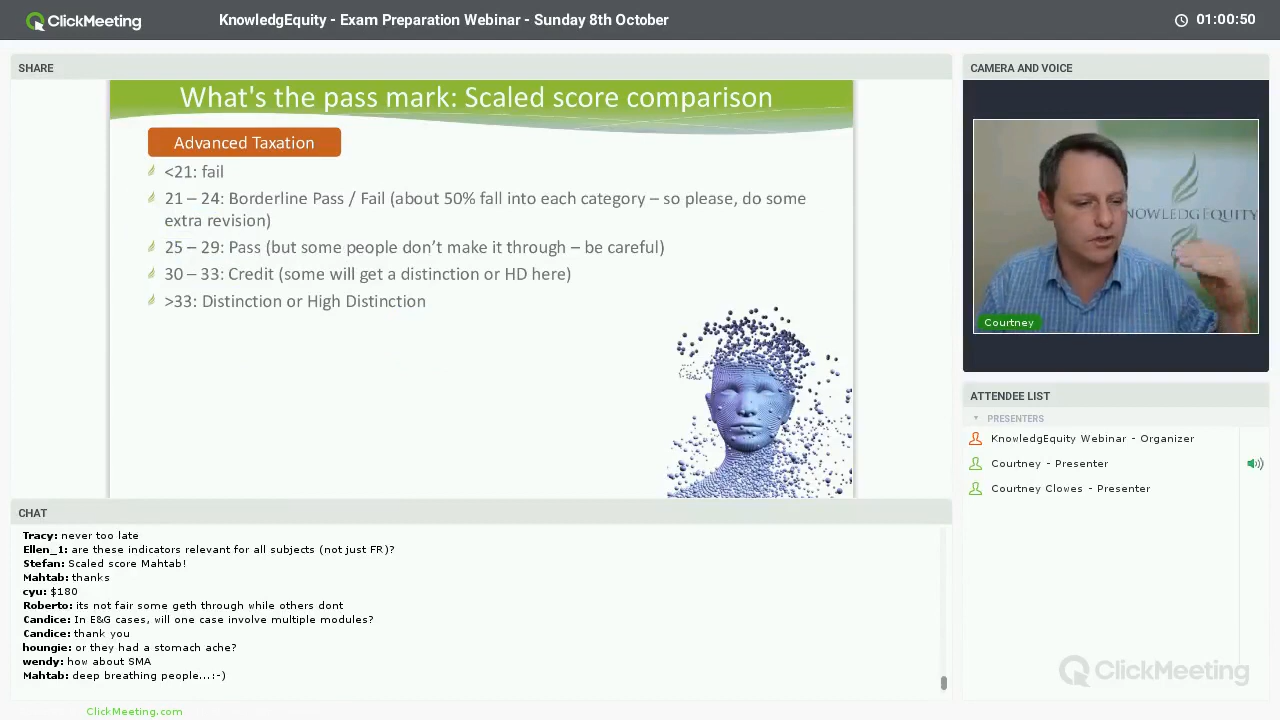 ClickMeeting
KnowledgEquity - Exam Preparation Webinar - Sunday 8th October
01:00:50
SHARE
What's the pass mark: Scaled score comparison
Advanced Taxation
<21: fail
21 – 24: Borderline Pass / Fail (about 50% fall into each category – so please, do some
extra revision)
25 – 29: Pass (but some people don't make it through – be careful)
30 – 33: Credit (some will get a distinction or HD here)
>33: Distinction or High Distinction
CAMERA AND VOICE
NOWLEDGEQUITY
Courtney
ATTENDEE LIST
PRESENTERS
KnowledgEquity Webinar - Organizer
Courtney - Presenter
Courtney Clowes - Presenter
CHAT
Tracy: never too late
Ellen_1: are these indicators relevant for all subjects (not just FR)?
Stefan: Scaled score Mahtab!
Mahtab: thanks
cyu: $180
Roberto: its not fair some geth through while others dont
Candice: In E&G cases, will one case involve multiple modules?
Candice: thank you
houngie: or they had a stomach ache?
wendy: how about SMA
Mahtab: deep breathing people...:-)
ClickMeeting
ClickMeeting.com